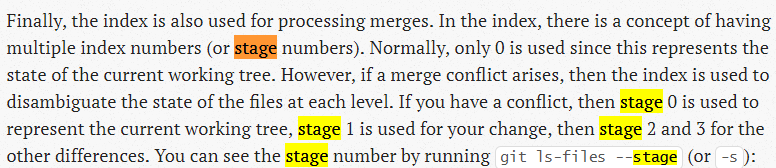 Finally, the index is also used for processing merges. In the index, there is a concept of having
multiple index numbers (or stage numbers). Normally, only 0 is used since this represents the
state of the current working tree. However, if a merge conflict arises, then the index is used to
disambiguate the state of the files at each level. If you have a conflict, then stage 0 is used to
represent the current working tree, stage 1 is used for your change, then stage 2 and 3 for the
other differences. You can see the stage number by running git ls-files --stage (or -s):